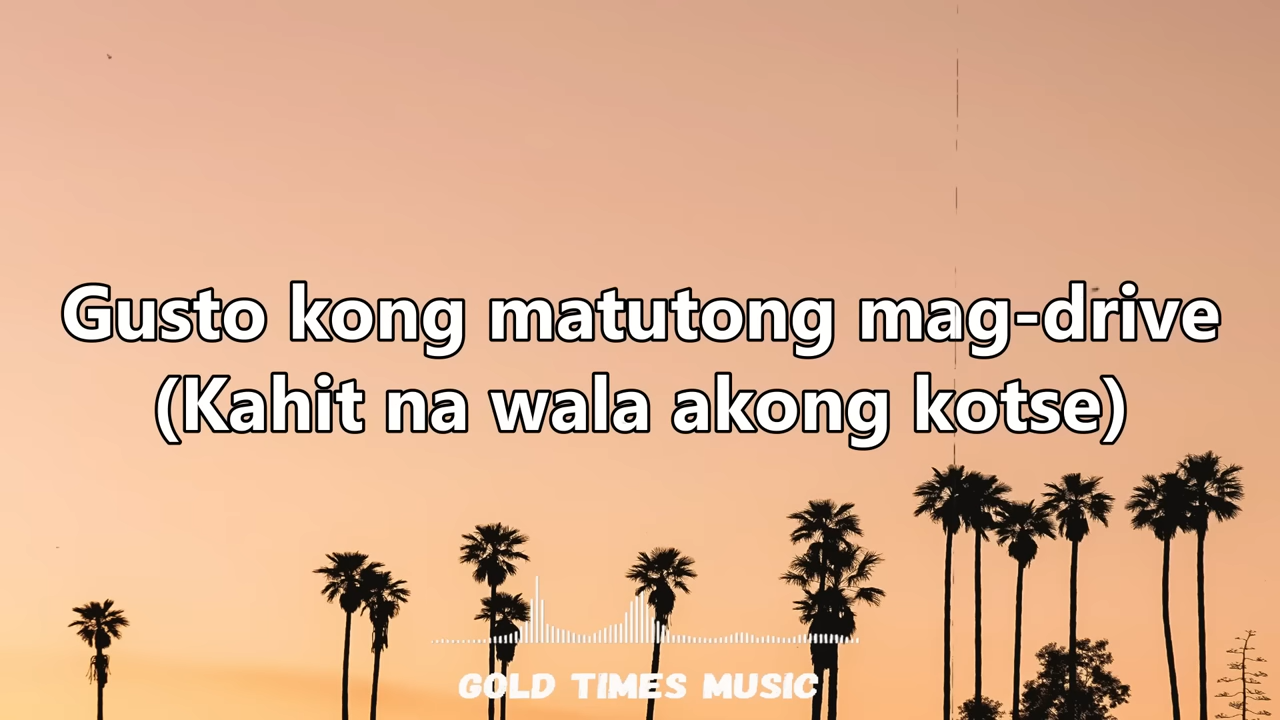 Gusto kong matutong mag-drive
(Kahit na wala akong kotse)
GOLD TIMES MUSIC